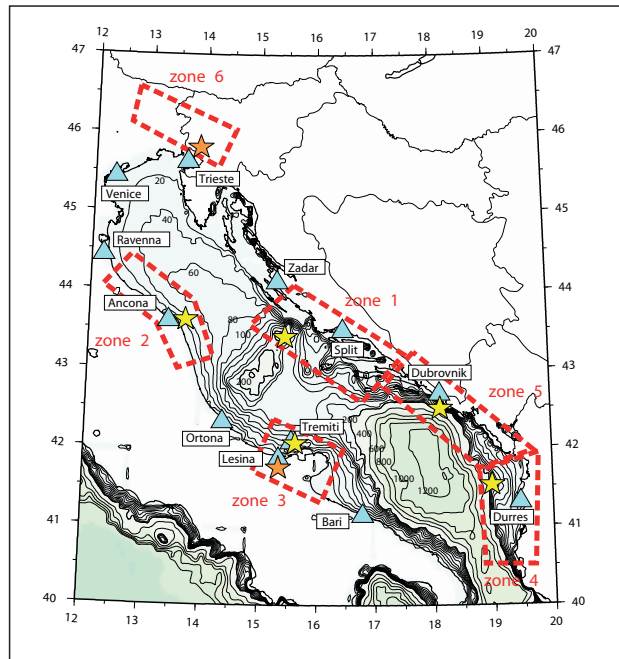 12 13 14 15 16 17 18 19 20
47 47
zone 6
46 46
Trieste
Venice
20
45 45
Ravenna
40
Zadar
60
44 44
zone 1
Ancona
80
100
zone 2
Split
43 43
200
Dubrovnik
zone 5
Tremiti
200
Ortona
400
42 42
600
Lesina
800
1000
1200
zone 3
Durres
Bari
41 41
zone 4
40 40
12 13 14 15 16 17 18 19 20